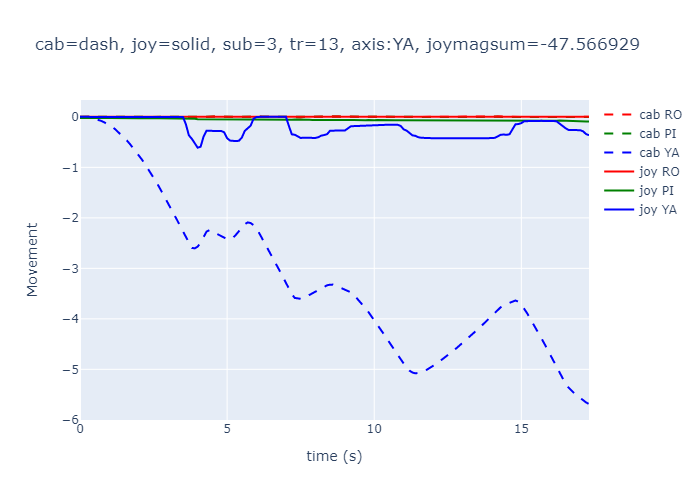 cab=dash, joy=solid, sub=3, tr=13, axis:YA, joymagsum=-47.566929
cab RO
cab PI
cab YA
joy RO
joy PI
joy YA
0
−1
−2
−3
−4
−5
−6
Movement
0
5
10
15
time (s)